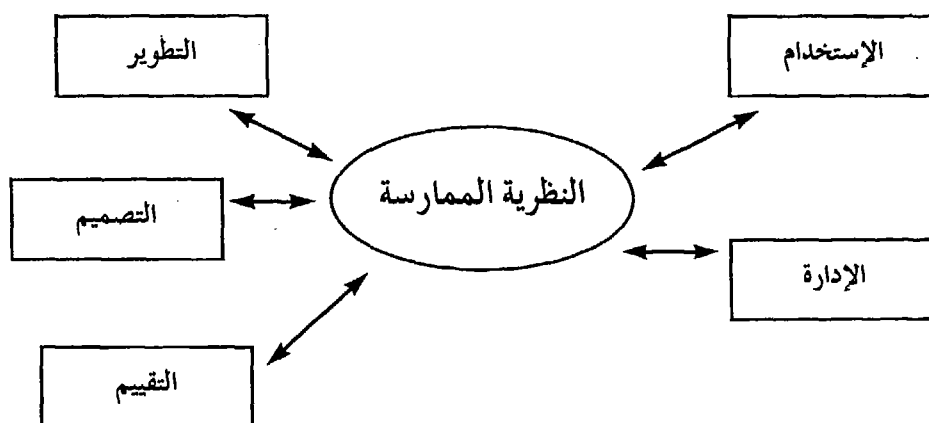 الإستخدام
التطوير
النظرية الممارسة
التصميم
الإدارة
التقييم